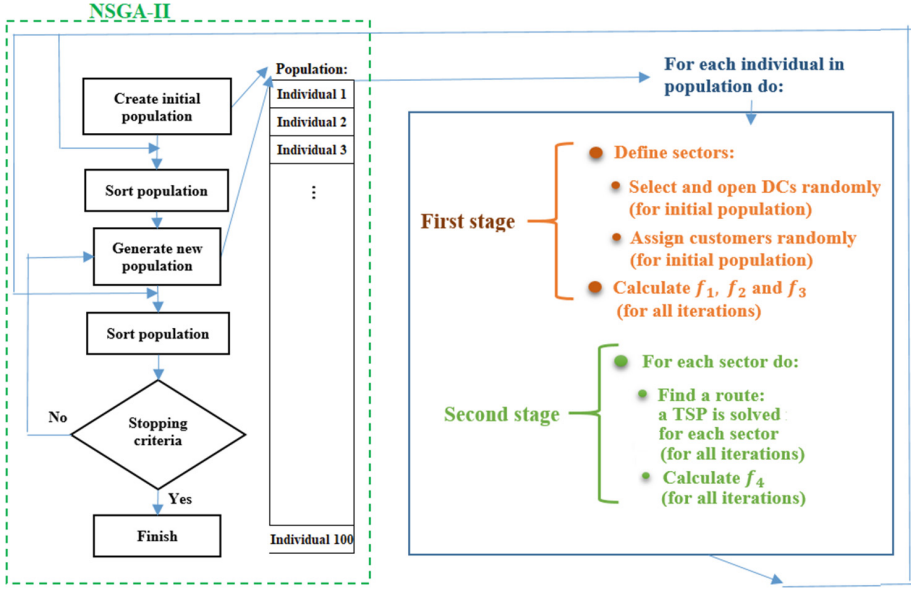 NSGA-II
Create initial
population
Sort population
Generate new
population
Sort population
Stopping
criteria
No
Yes
Finish
Population:
Individual 1
Individual 2
Individual 3
⋮
Individual 100
For each individual in
population do:
First stage
Define sectors:
Select and open DCs randomly
(for initial population)
Assign customers randomly
(for initial population)
Calculate f₁, f₂ and f₃
(for all iterations)
Second stage
For each sector do:
Find a route:
a TSP is solved
for each sector
(for all iterations)
Calculate f₄
(for all iterations)